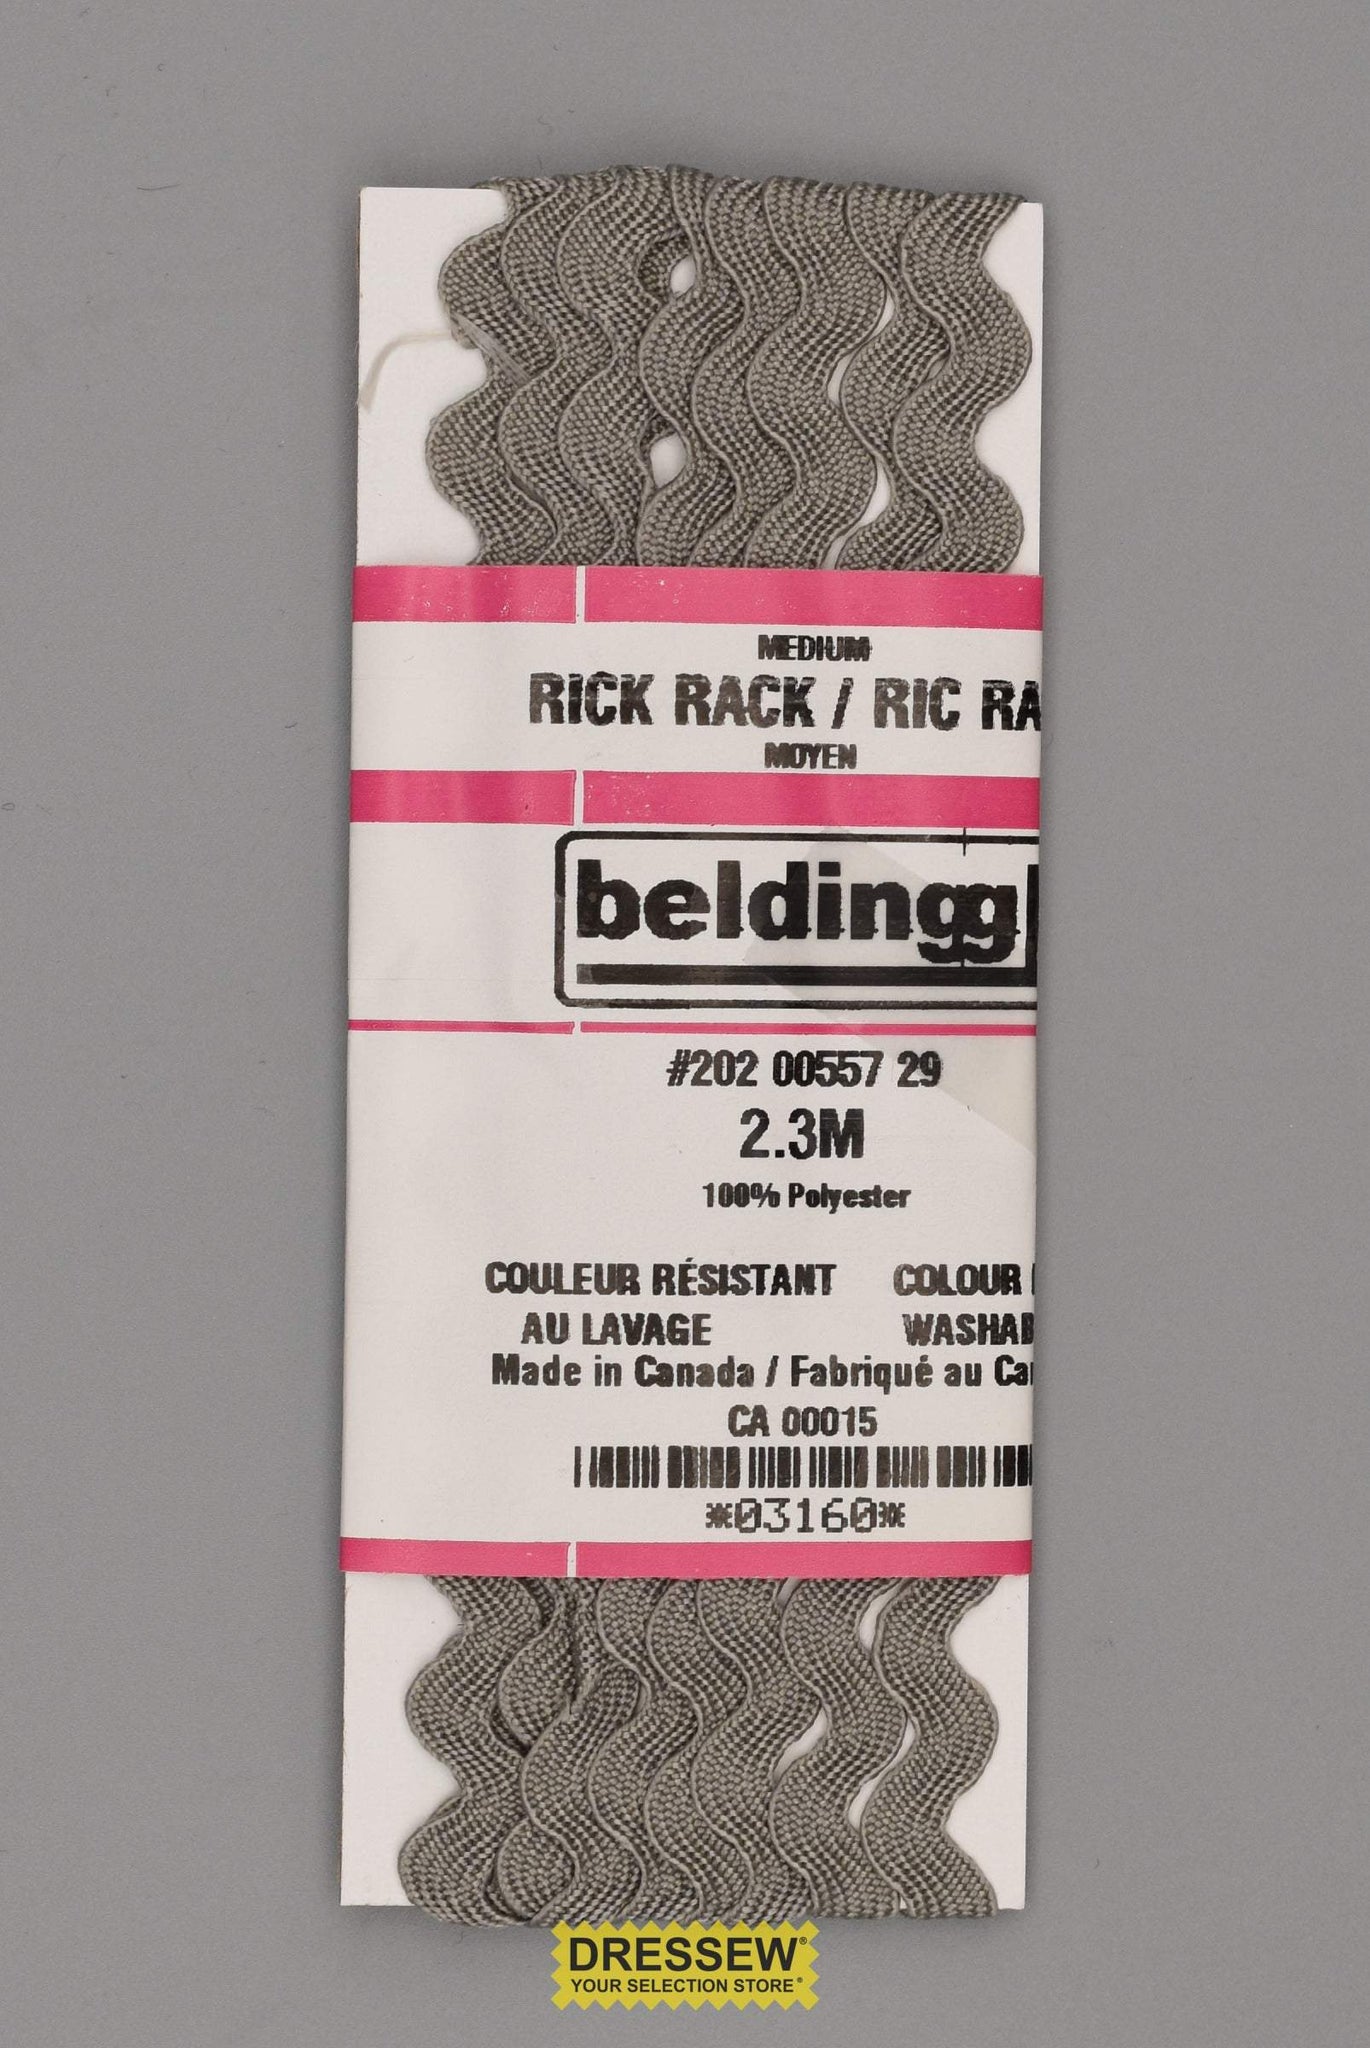 MEDIUM
RICK RACK / RIC RA
MOYEN
beldingg
#202 00557 29
2.3M
100% Polyester
COULEUR RÉSISTANT COLOUR
AU LAVAGE WASHAB
Made in Canada / Fabriqué au Ca
CA 00015
*03160*
DRESSEW®
YOUR SELECTION STORE®